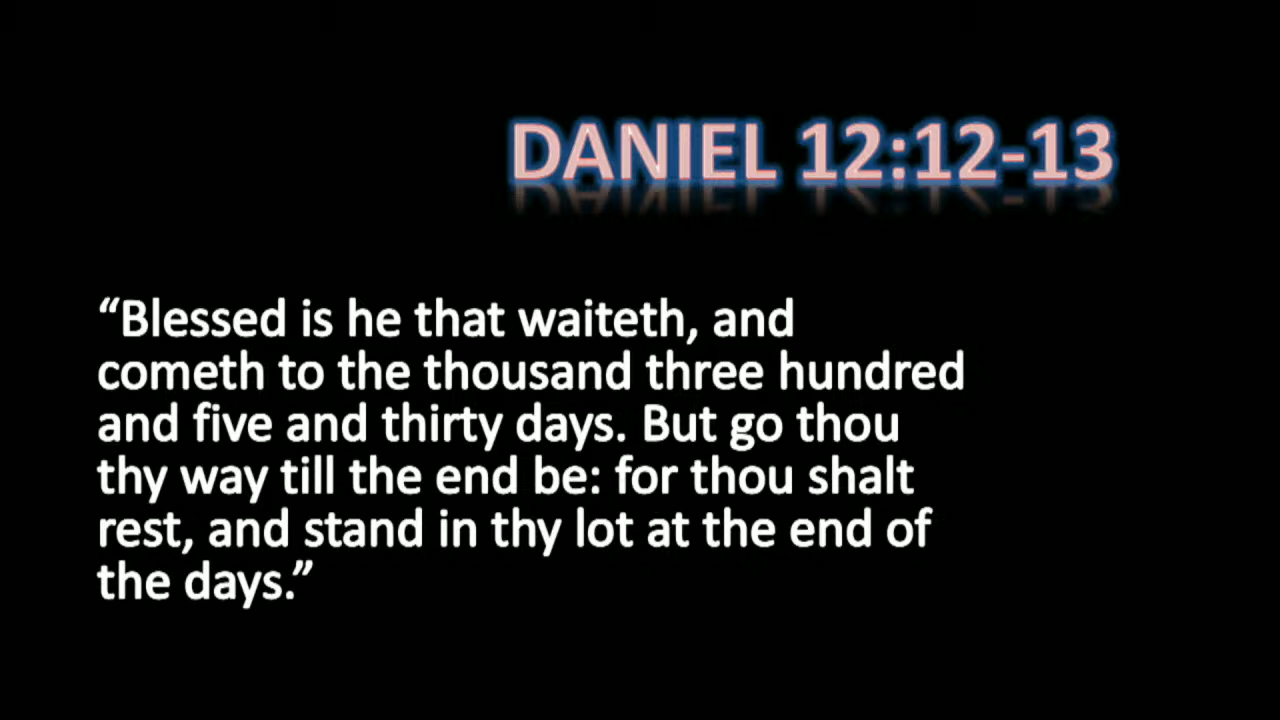 DANIEL 12:12-13
“Blessed is he that waiteth, and
cometh to the thousand three hundred
and five and thirty days. But go thou
thy way till the end be: for thou shalt
rest, and stand in thy lot at the end of
the days.”